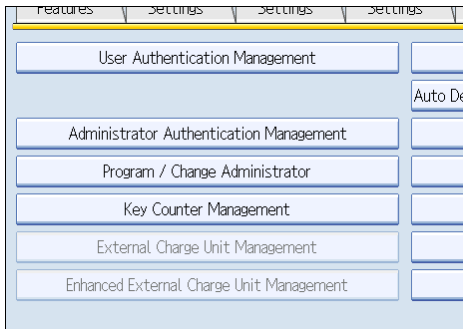 Features Settings Settings Settings
User Authentication Management
Auto De
Administrator Authentication Management
Program / Change Administrator
Key Counter Management
External Charge Unit Management
Enhanced External Charge Unit Management